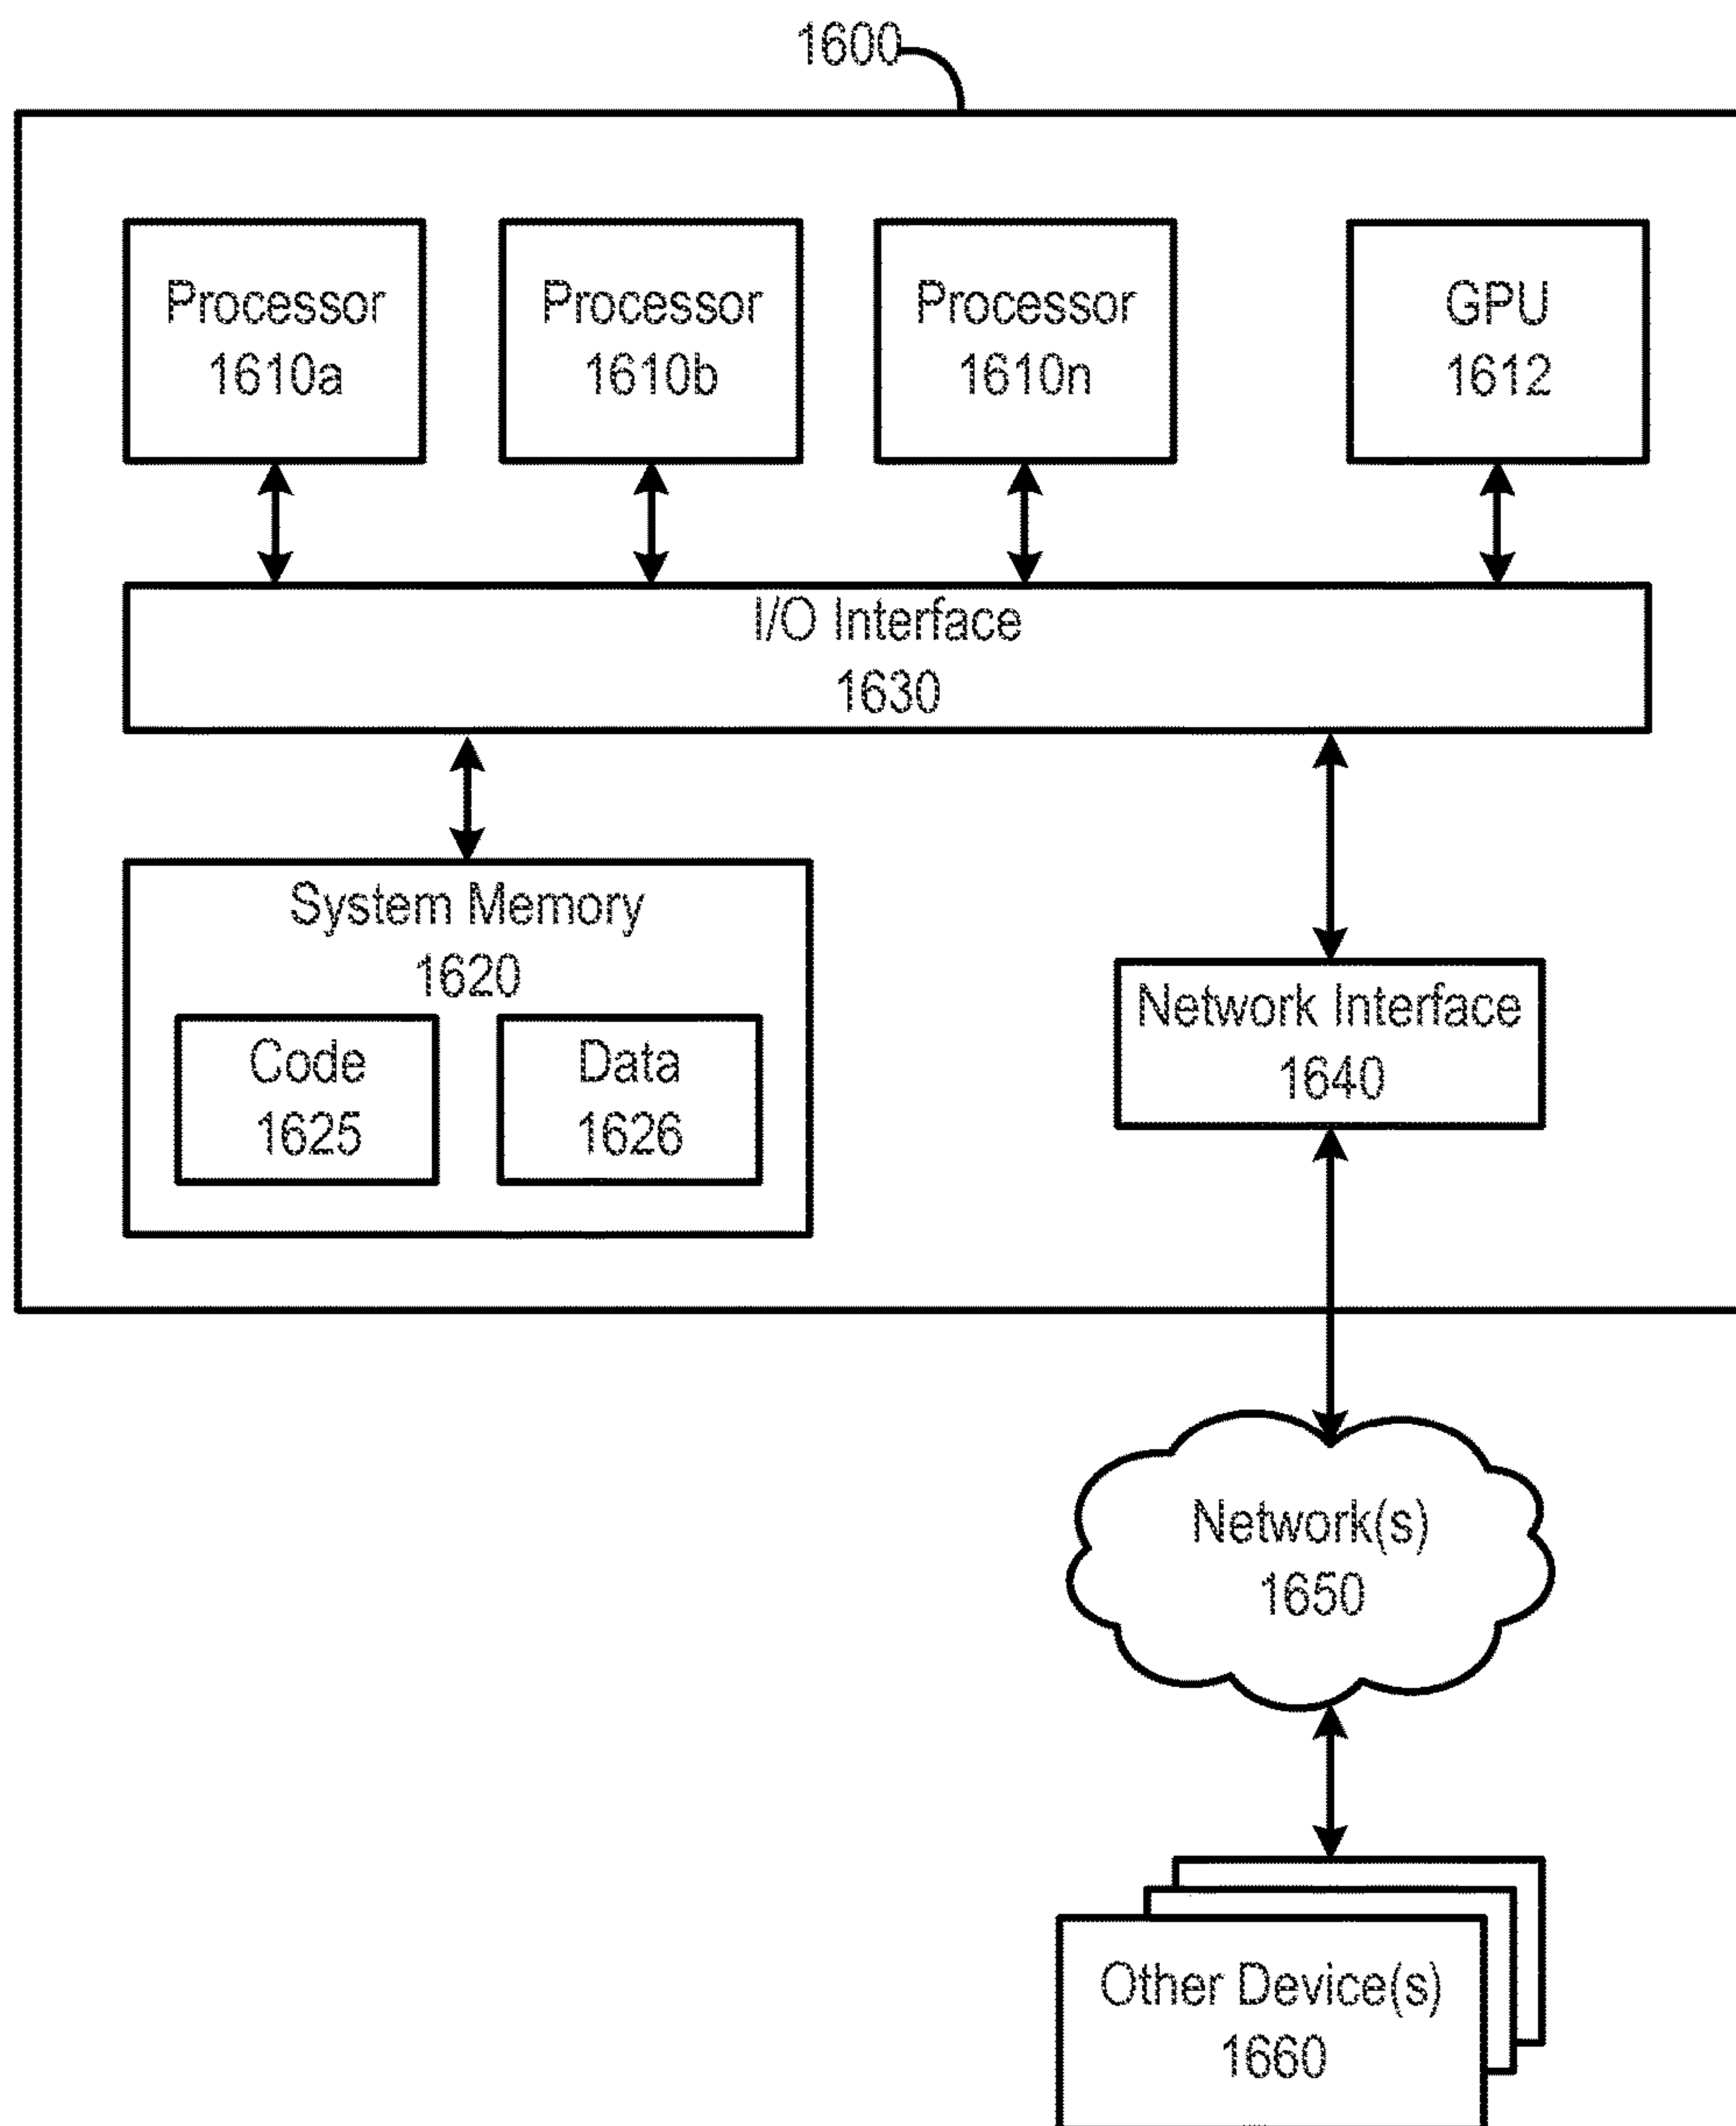 1600
Processor
1610a
Processor
1610b
Processor
1610n
GPU
1612
I/O Interface
1630
System Memory
1620
Code
1625
Data
1626
Network Interface
1640
Network(s)
1650
Other Device(s)
1660